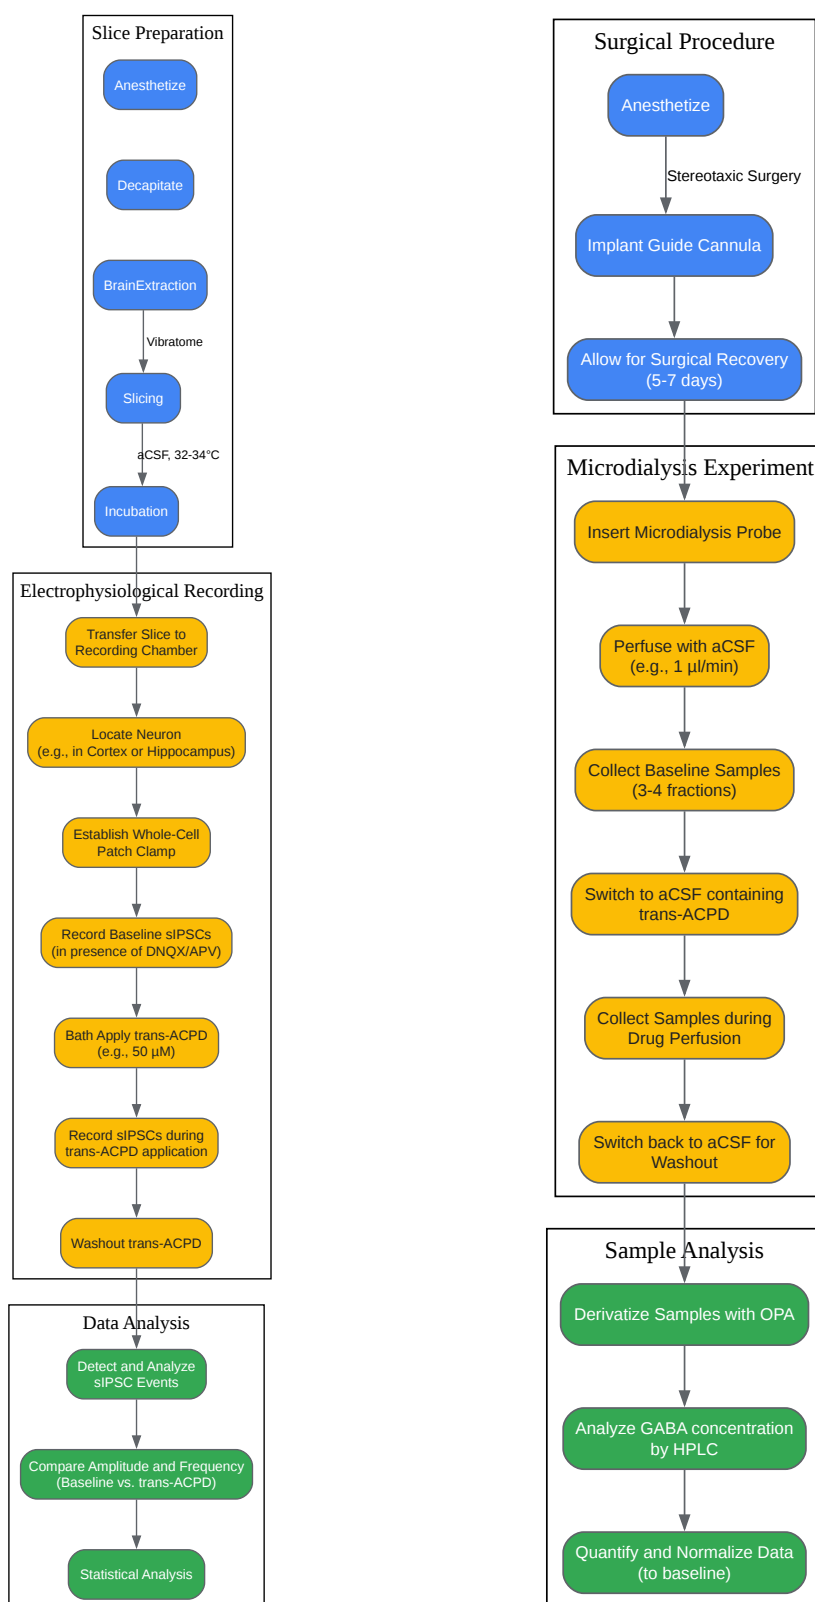 Slice Preparation
Anesthetize
Decapitate
BrainExtraction
Vibratome
Slicing
aCSF, 32-34°C
Incubation
Electrophysiological Recording
Transfer Slice to
Recording Chamber
Locate Neuron
(e.g., in Cortex or Hippocampus)
Establish Whole-Cell
Patch Clamp
Record Baseline sIPSCs
(in presence of DNQX/APV)
Bath Apply trans-ACPD
(e.g., 50 µM)
Record sIPSCs during
trans-ACPD application
Washout trans-ACPD
Data Analysis
Detect and Analyze
sIPSC Events
Compare Amplitude and Frequency
(Baseline vs. trans-ACPD)
Statistical Analysis
Surgical Procedure
Anesthetize
Stereotaxic Surgery
Implant Guide Cannula
Allow for Surgical Recovery
(5-7 days)
Microdialysis Experiment
Insert Microdialysis Probe
Perfuse with aCSF
(e.g., 1 µl/min)
Collect Baseline Samples
(3-4 fractions)
Switch to aCSF containing
trans-ACPD
Collect Samples during
Drug Perfusion
Switch back to aCSF for
Washout
Sample Analysis
Derivatize Samples with OPA
Analyze GABA concentration
by HPLC
Quantify and Normalize Data
(to baseline)